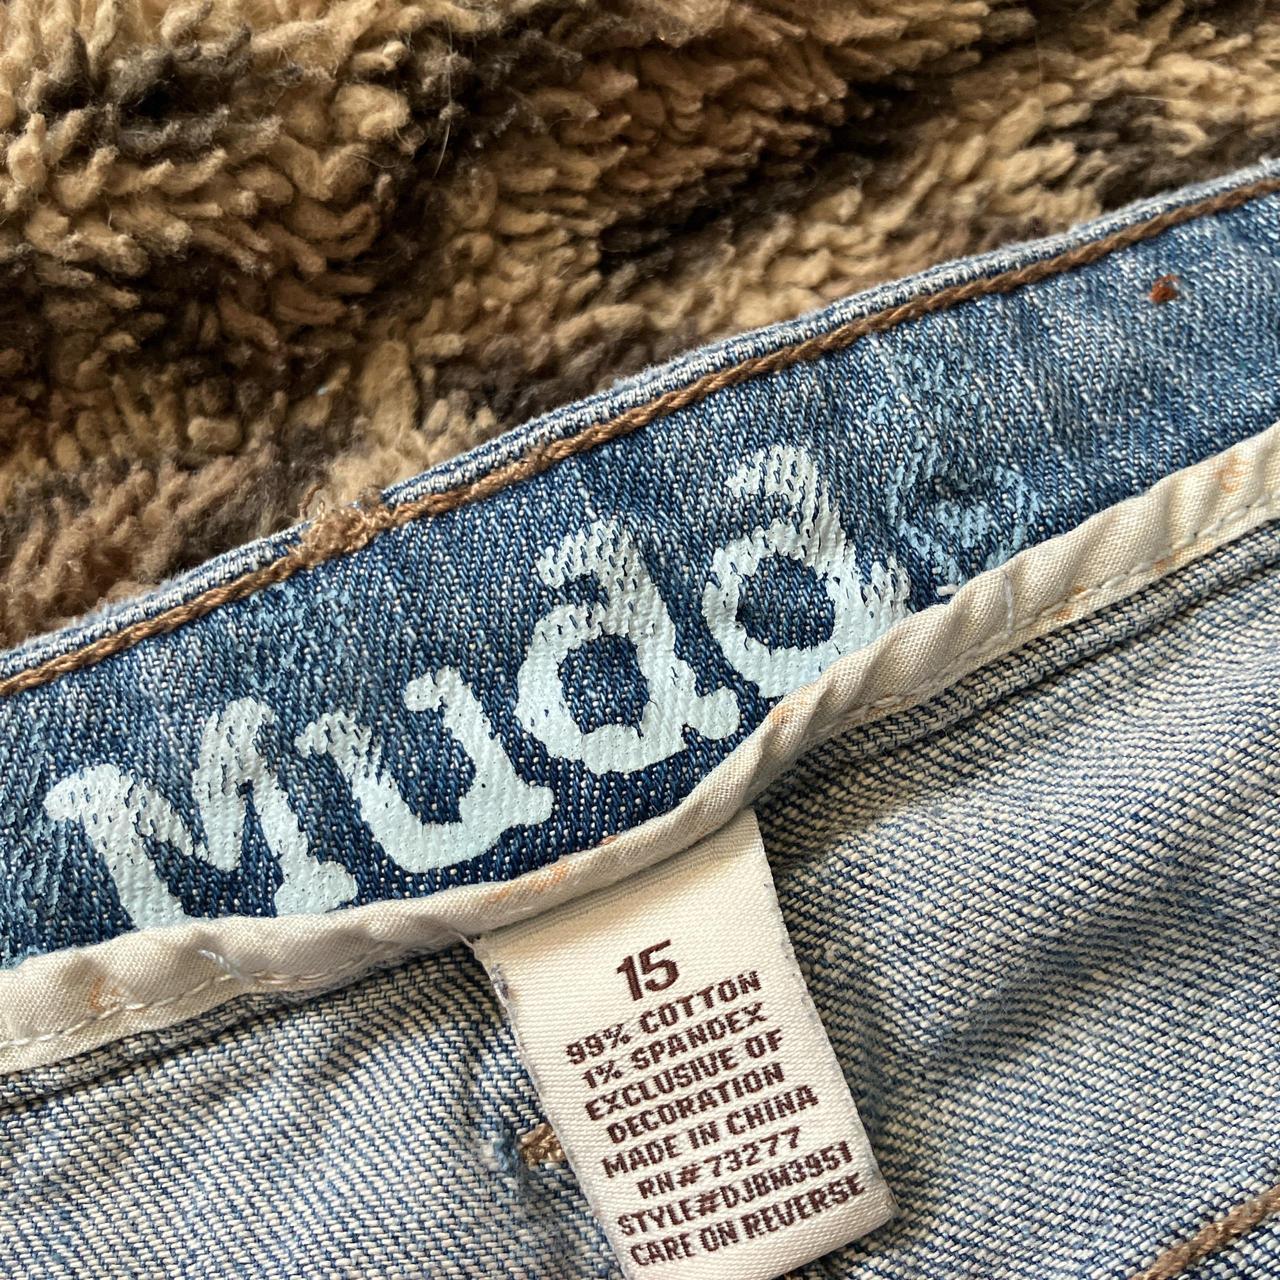 Mudd
15
99% COTTON
1% SPANDEX
EXCLUSIVE OF
DECORATION
MADE IN CHINA
RN# 73277
STYLE#DJBM3951
CARE ON REVERSE